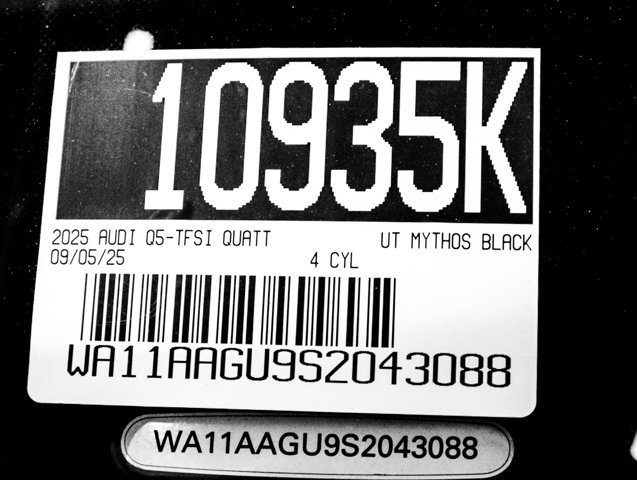 10935K
2025 AUDI Q5-TFSI QUATT UT MYTHOS BLACK
09/05/25 4 CYL
WA11AAGU9S2043088
WA11AAGU9S2043088